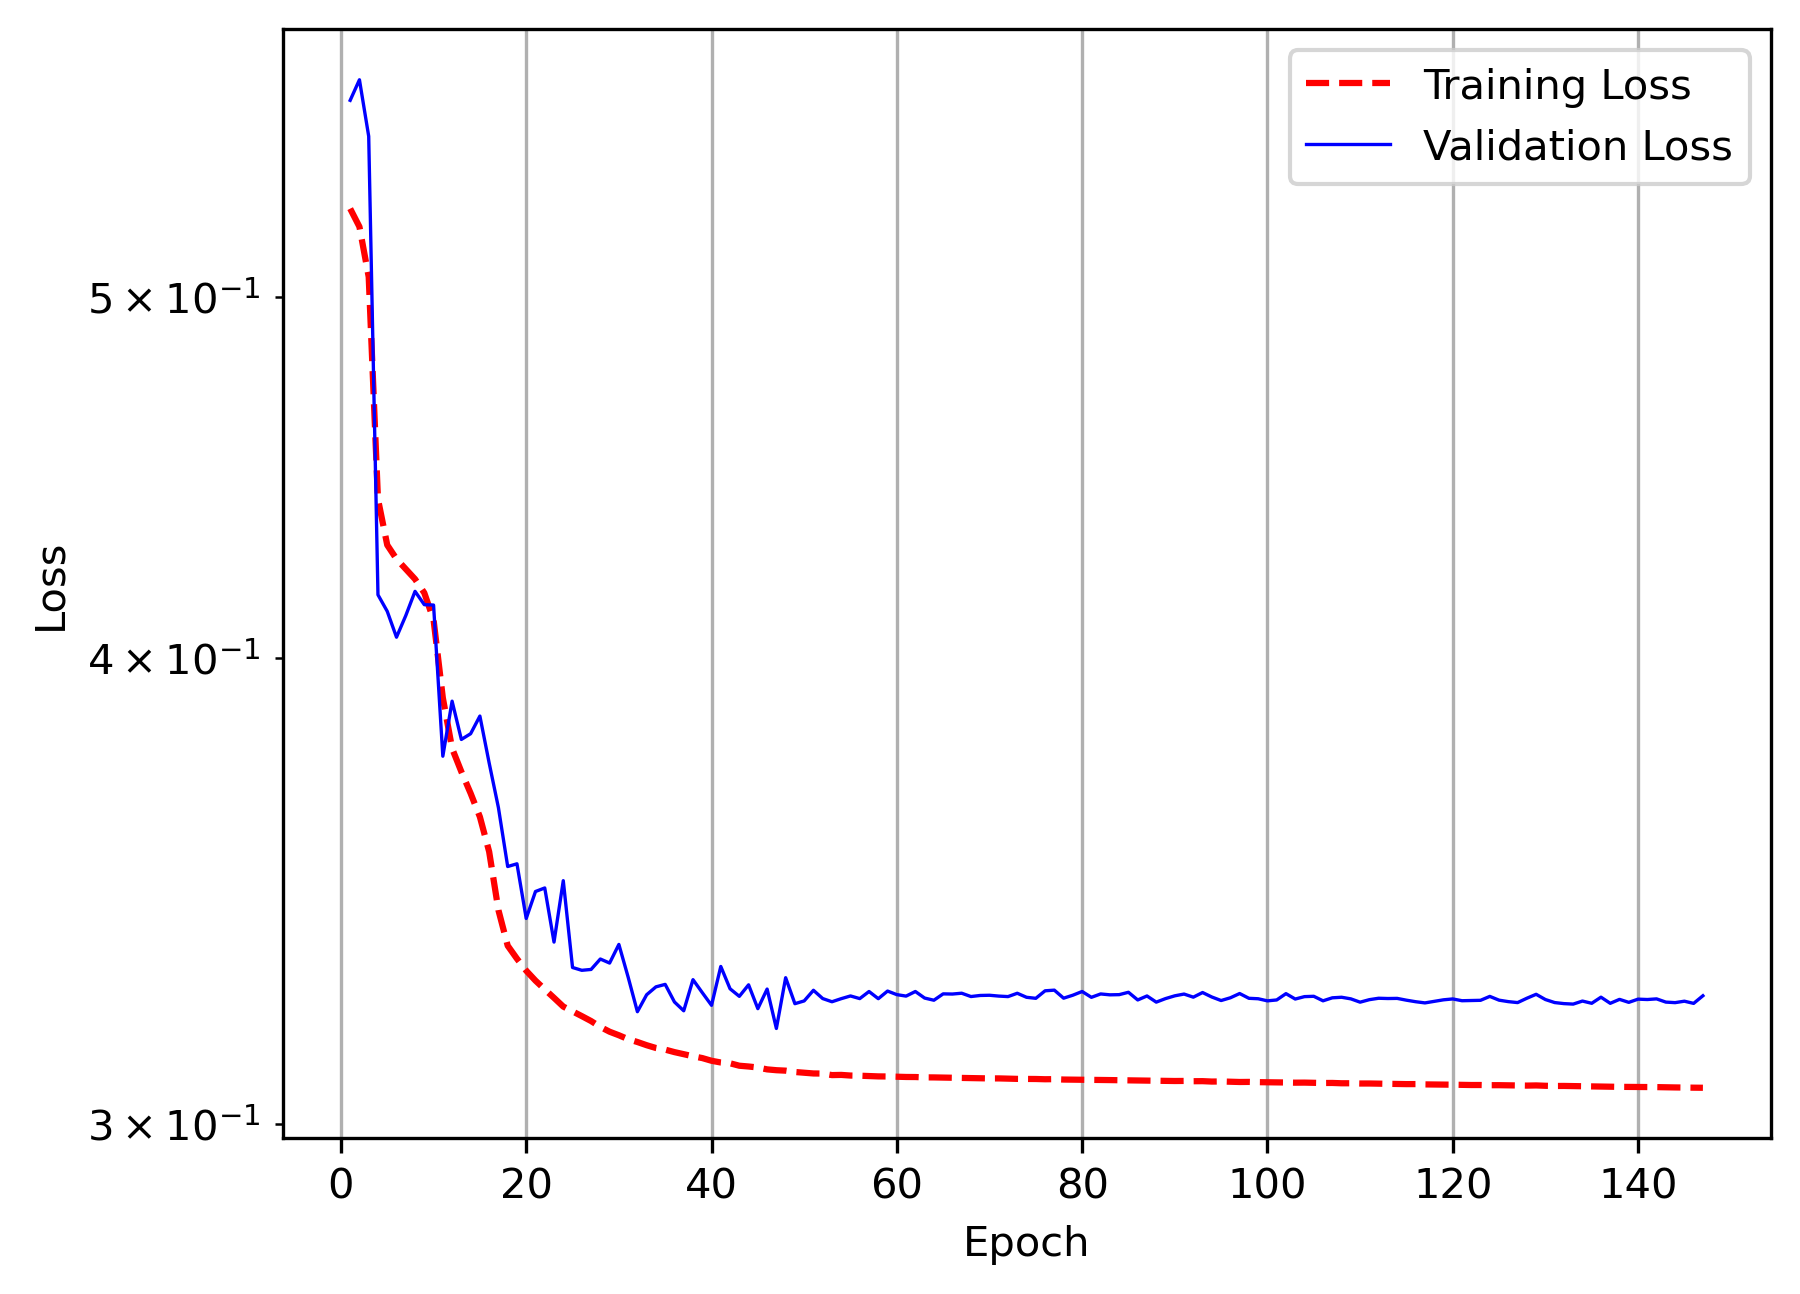 Training Loss
Validation Loss
5 × 10⁻¹
4 × 10⁻¹
3 × 10⁻¹
Loss
0 20 40 60 80 100 120 140
Epoch